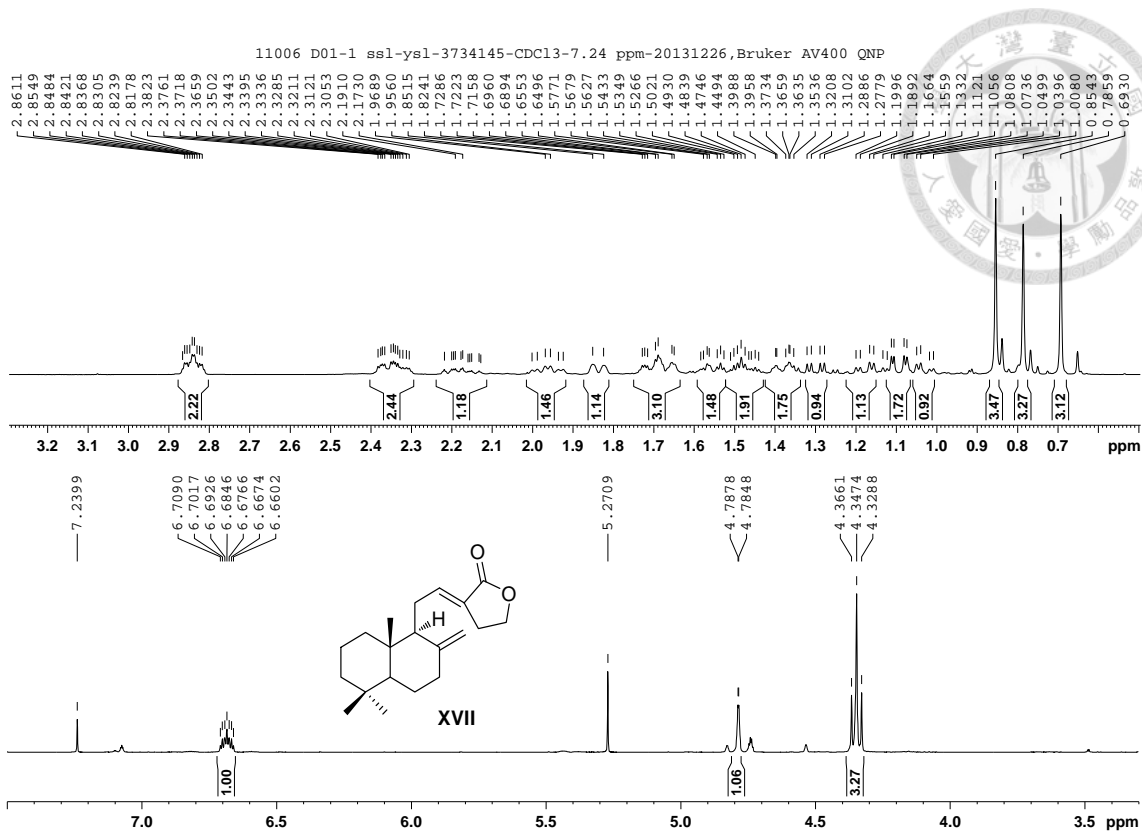 11006 D01-1 ssl-ysl-3734145-CDCl3-7.24 ppm-20131226,Bruker AV400 QNP
2.8611 2.8549 2.8484 2.8421 2.8368 2.8305 2.8239 2.8178 2.3823 2.3761 2.3718 2.3659 2.3502 2.3443 2.3395 2.3336 2.3285 2.3211 2.3121 2.3053 2.1910 2.1730 1.9689 1.9560 1.8515 1.8241 1.7286 1.7223 1.7158 1.6960 1.6894 1.6553 1.6496 1.5771 1.5679 1.5627 1.5433 1.5349 1.5266 1.5021 1.4930 1.4839 1.4746 1.4494 1.3988 1.3958 1.3734 1.3659 1.3635 1.3536 1.3208 1.3102 1.2886 1.2779 1.1996 1.1664 1.1559 1.1332 1.1111 1.1059 1.0808 1.0736 1.0499 1.0396 1.0080 0.8543 0.7859 0.6930
2.22 2.44 1.18 1.46 1.14 3.10 1.48 1.91 1.75 0.94 1.13 1.72 0.92 3.47 3.27 3.12
3.2 3.1 3.0 2.9 2.8 2.7 2.6 2.5 2.4 2.3 2.2 2.1 2.0 1.9 1.8 1.7 1.6 1.5 1.4 1.3 1.2 1.1 1.0 0.9 0.8 0.7 ppm
7.2399 6.7090 6.7017 6.6926 6.6846 6.6766 6.6674 6.6602 5.2709 4.7878 4.7848 4.3661 4.3474 4.3288
O
O
H
XVII
1.00 1.06 3.27
7.0 6.5 6.0 5.5 5.0 4.5 4.0 3.5 ppm